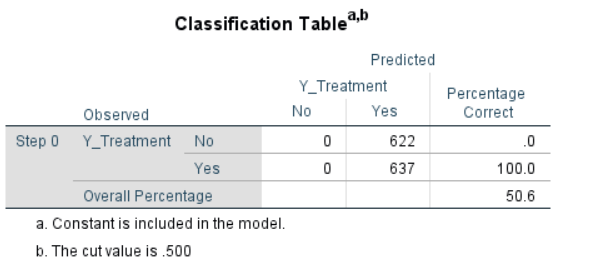 Classification Table a,b
Predicted
Y_Treatment Percentage Correct
Observed No Yes
Step 0 Y_Treatment No 0 622 .0
Yes 0 637 100.0
Overall Percentage 50.6
a. Constant is included in the model.
b. The cut value is .500